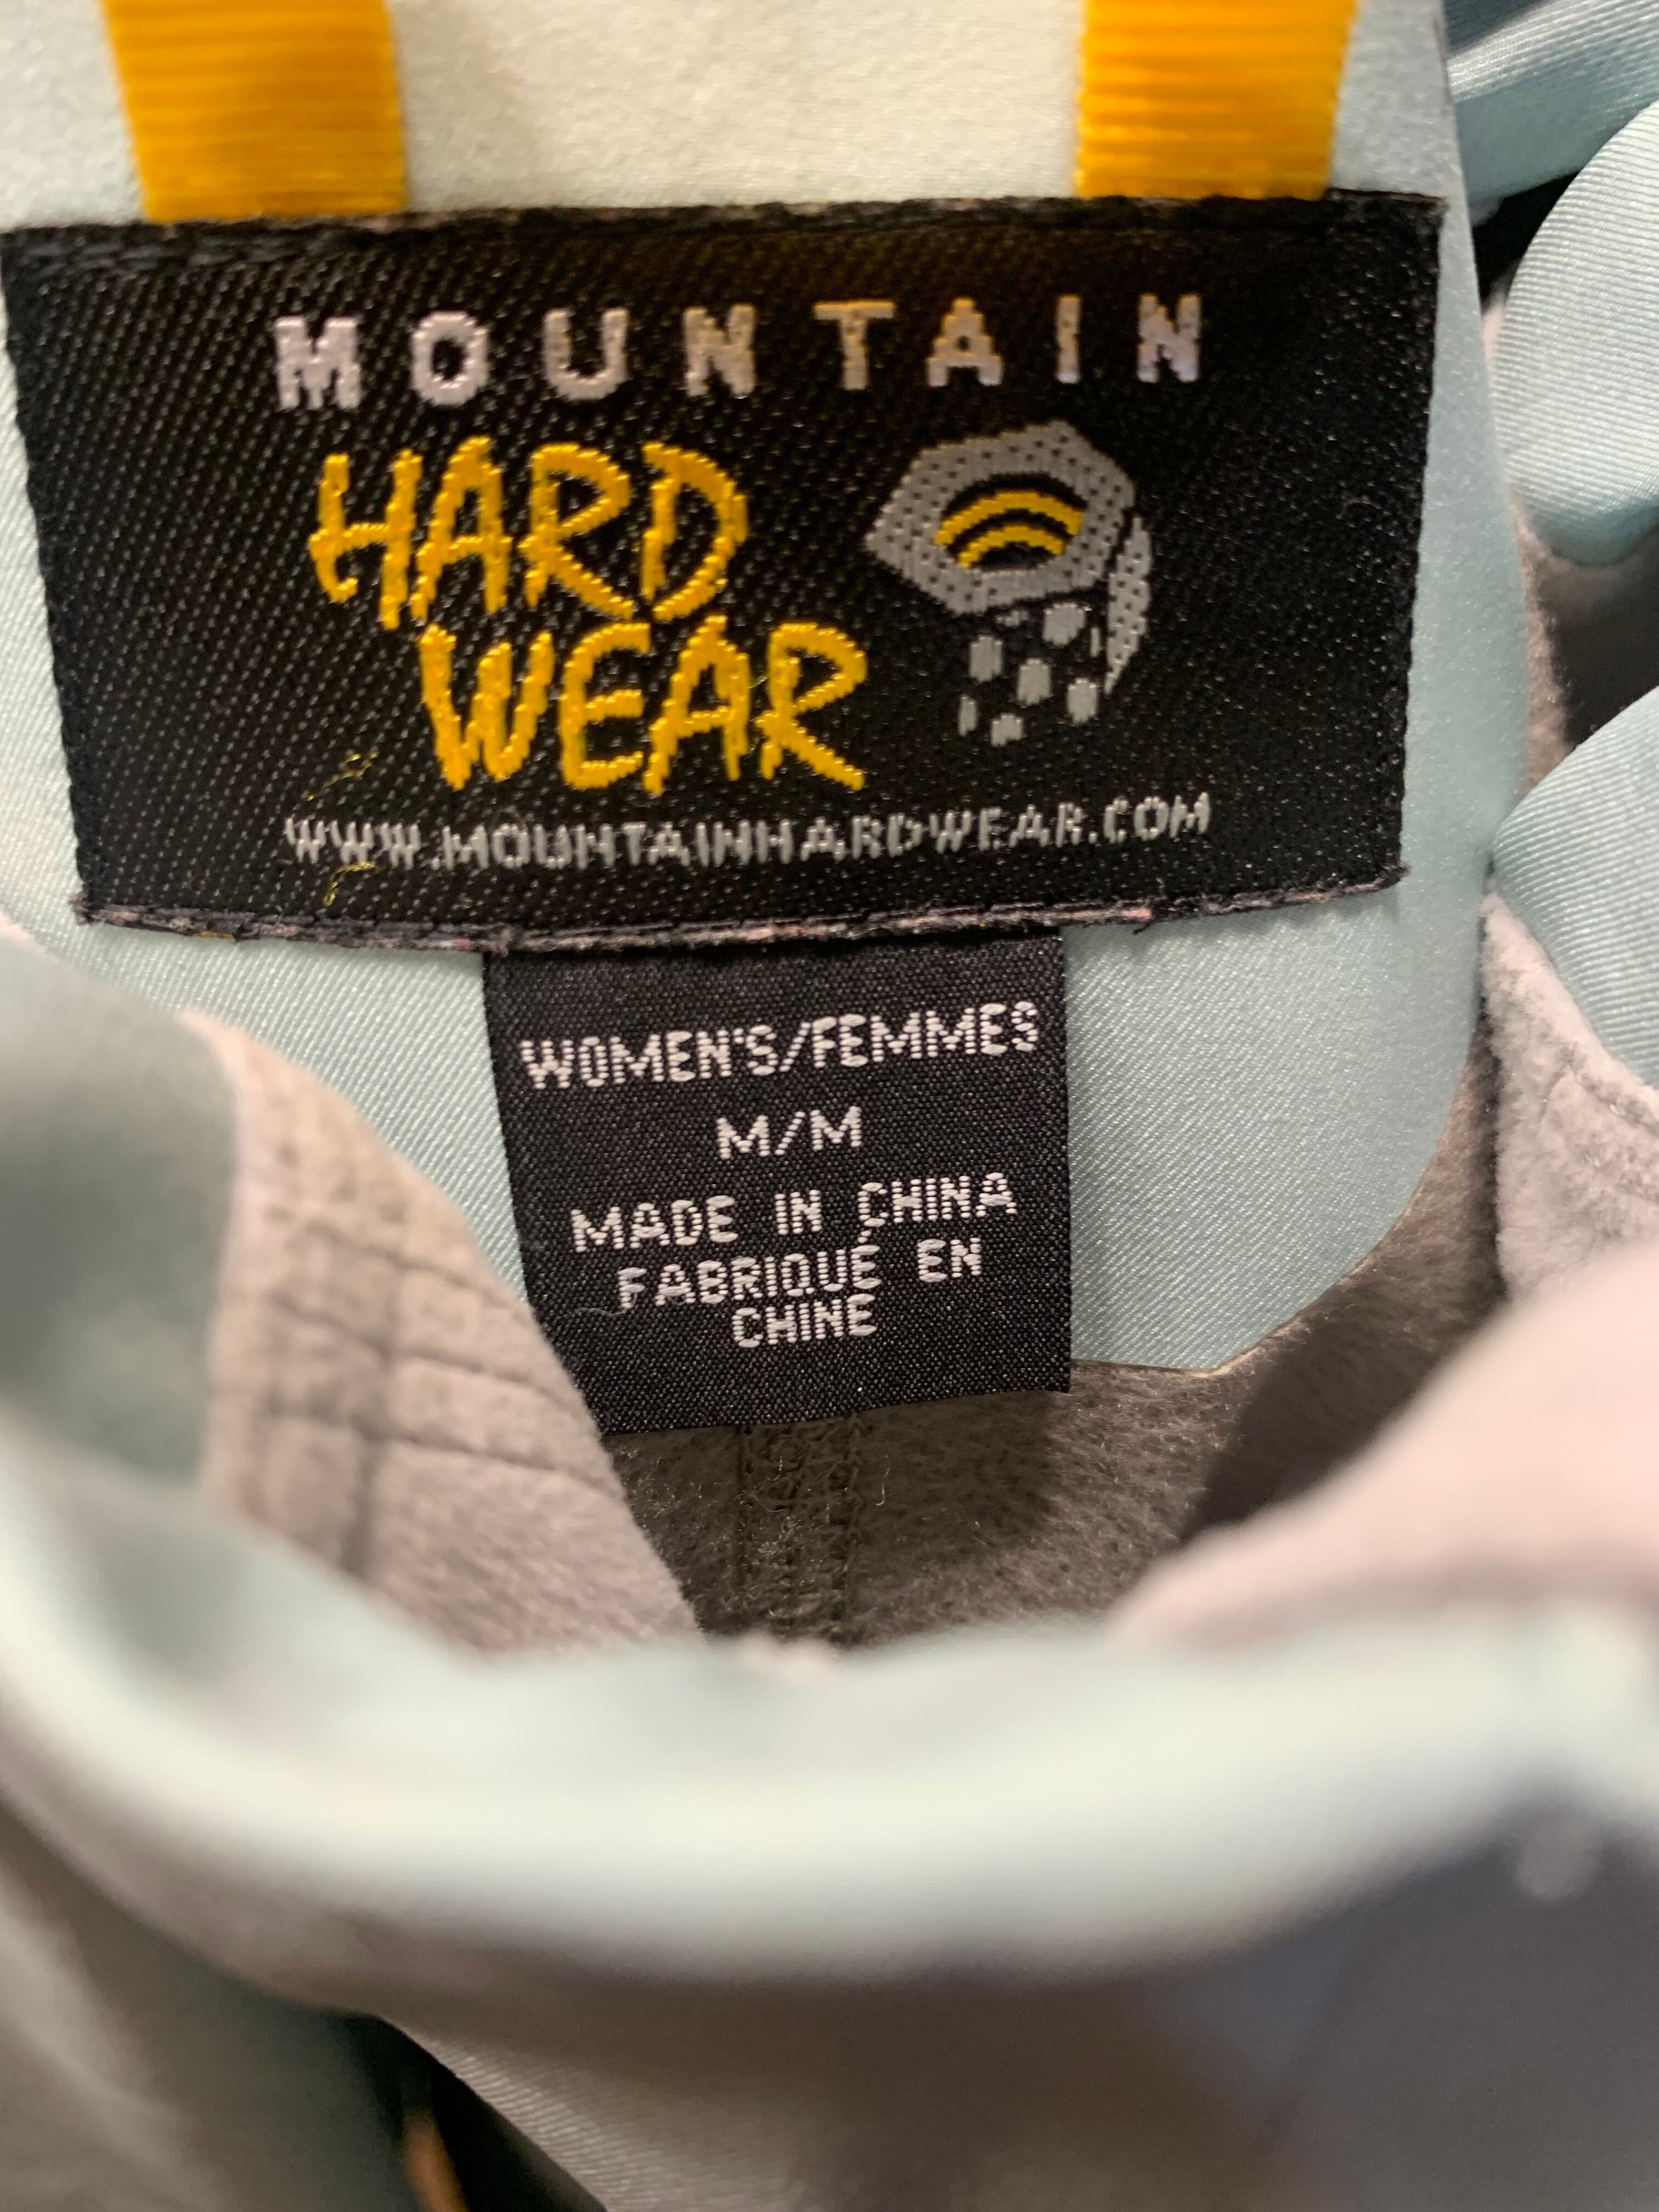 MOUNTAIN
HARD
WEAR
WWW.MOUNTAINHARDWEAR.COM
WOMEN'S/FEMMES
M/M
MADE IN CHINA
FABRIQUÉ EN
CHINE